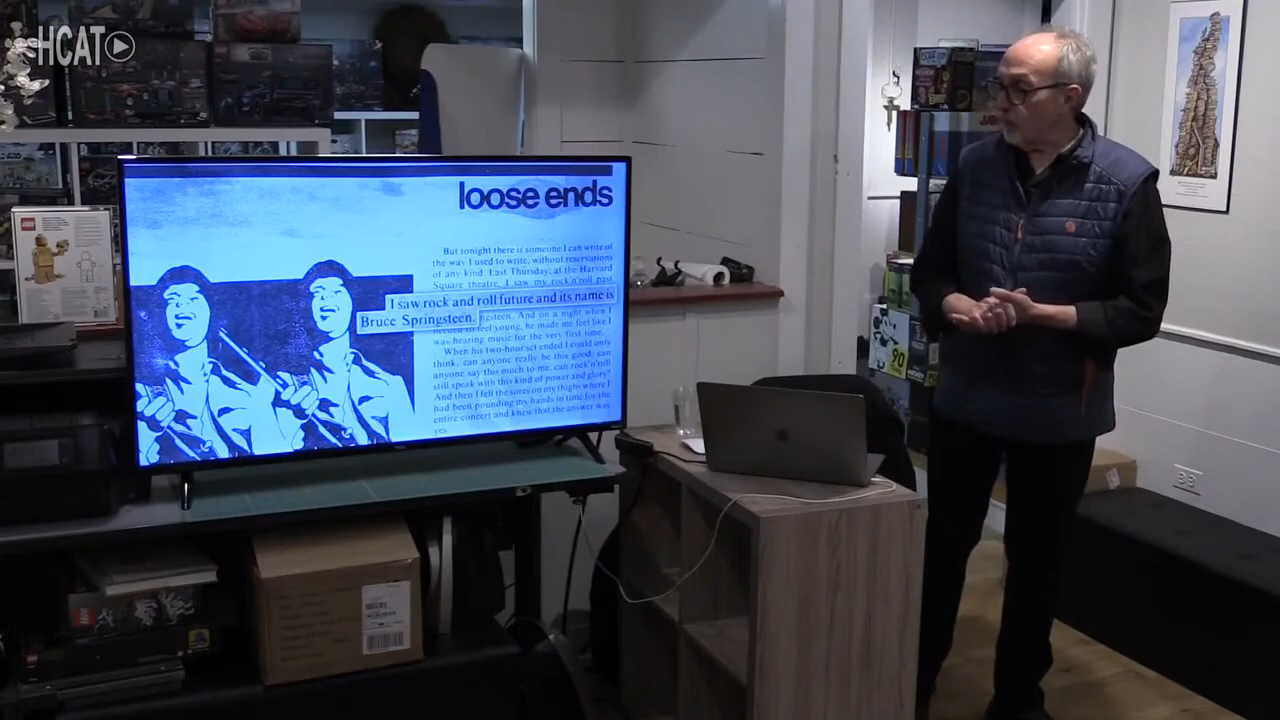 HCAT
loose ends
But tonight there is someone I can write of
the way I used to write, without reservations
of any kind. Last Thursday, at the Harvard
Square theatre, I saw my rock'n'roll past
I saw rock and roll future and its name is
Bruce Springsteen.
ngsteen. And on a night when I
needed to feel young, he made me feel like I
was hearing music for the very first time.
When his two-hour set ended I could only
think, can anyone really be this good; can
anyone say this much to me, can rock'n'roll
still speak with this kind of power and glory?
And then I felt the sores on my thighs where I
had been pounding my hands in time for the
entire concert and knew that the answer was
yes.
LEGO
90
MICKEY
LEGO